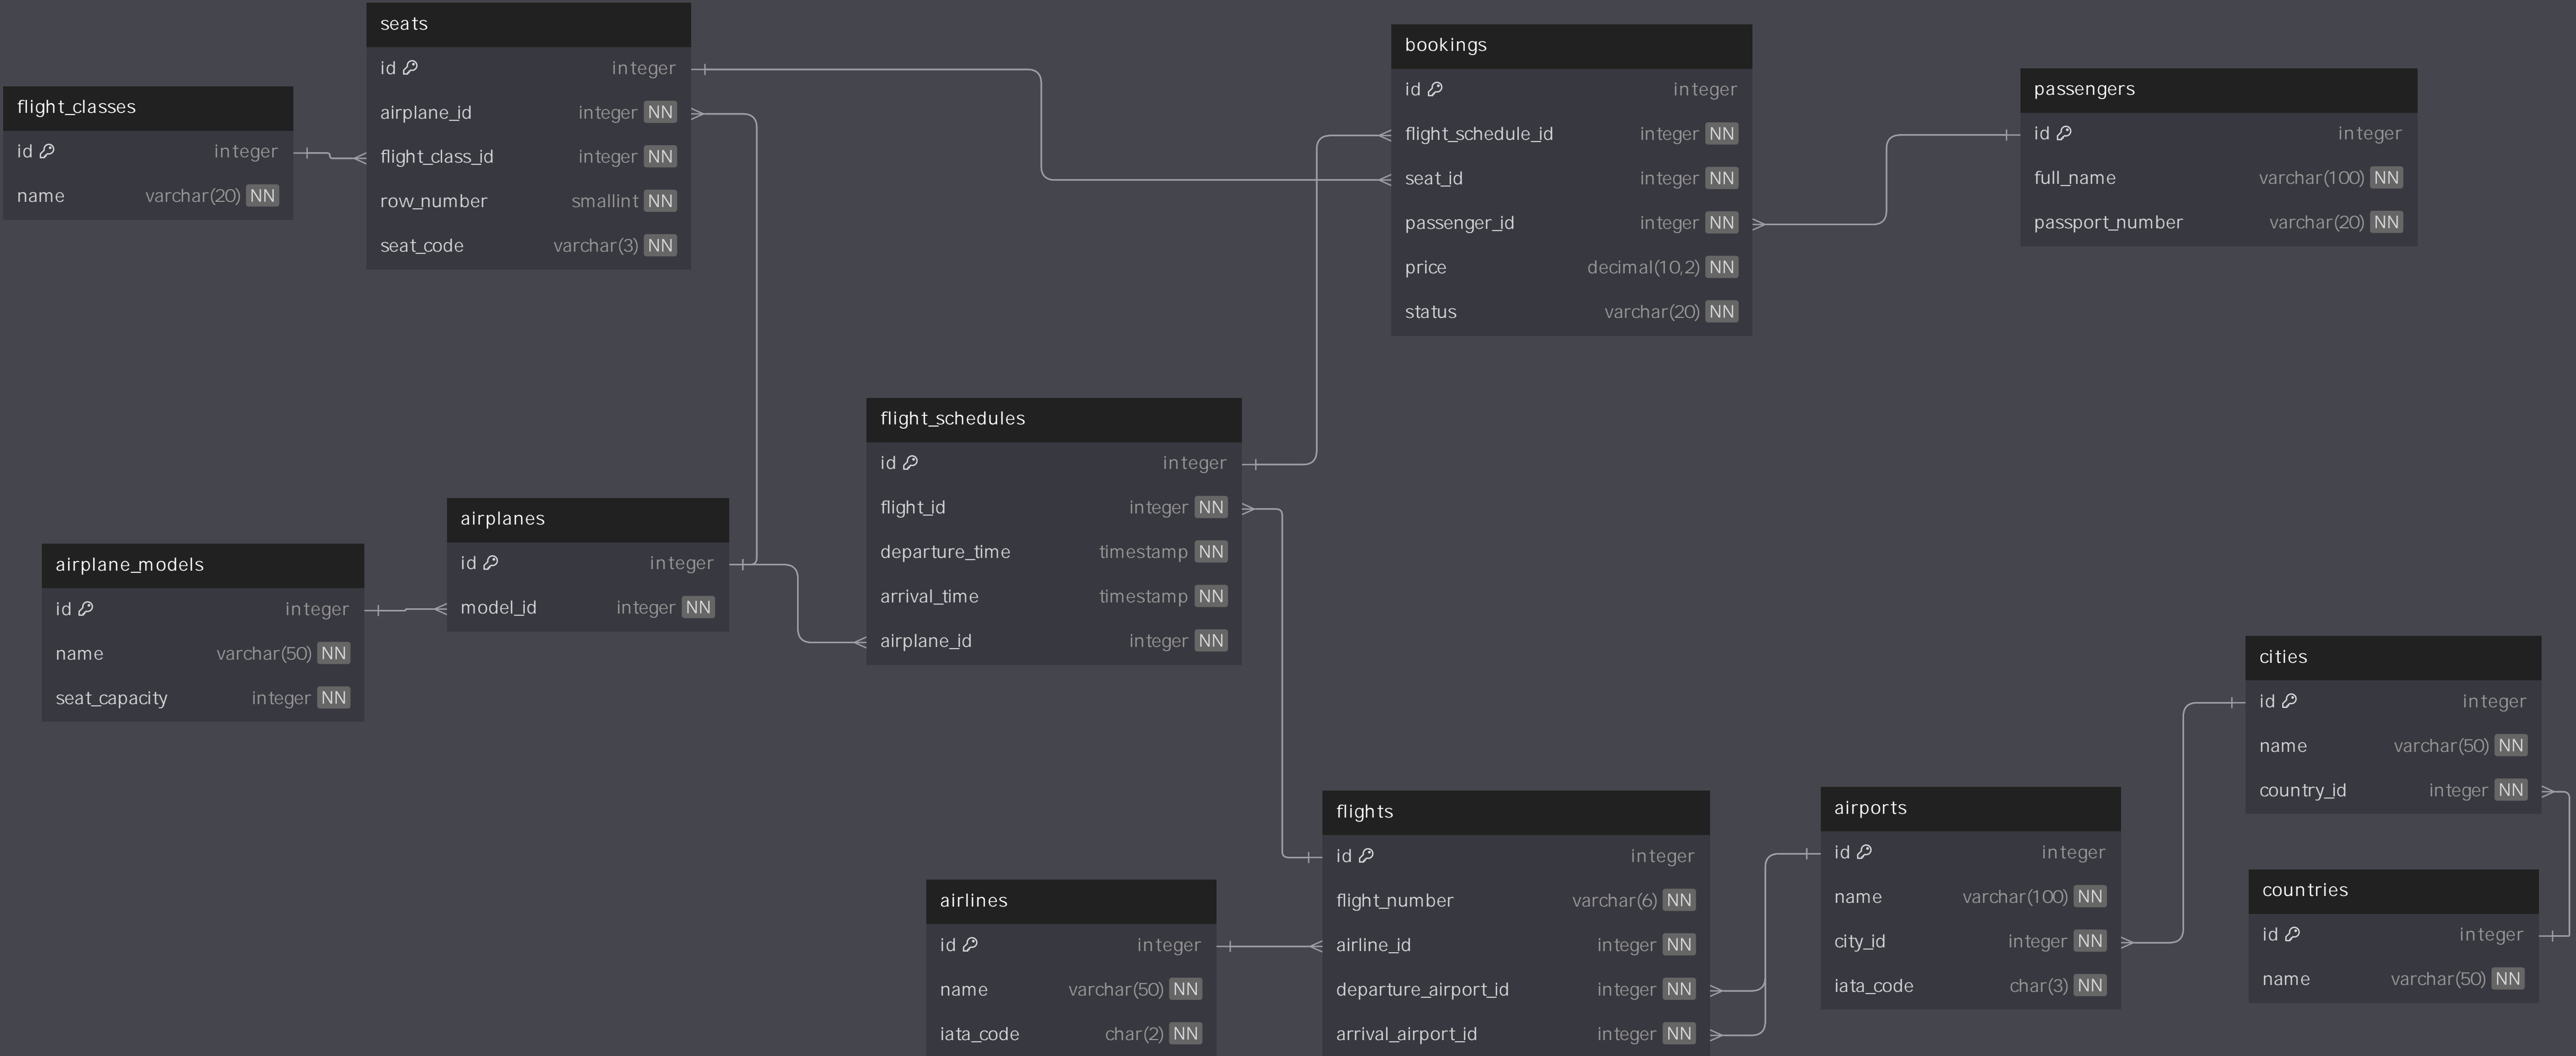 seats
id integer
airplane_id integer NN
flight_class_id integer NN
row_number smallint NN
seat_code varchar(3) NN
flight_classes
id integer
name varchar(20) NN
bookings
id integer
flight_schedule_id integer NN
seat_id integer NN
passenger_id integer NN
price decimal(10,2) NN
status varchar(20) NN
passengers
id integer
full_name varchar(100) NN
passport_number varchar(20) NN
flight_schedules
id integer
flight_id integer NN
departure_time timestamp NN
arrival_time timestamp NN
airplane_id integer NN
airplanes
id integer
model_id integer NN
airplane_models
id integer
name varchar(50) NN
seat_capacity integer NN
cities
id integer
name varchar(50) NN
country_id integer NN
flights
id integer
flight_number varchar(6) NN
airline_id integer NN
departure_airport_id integer NN
arrival_airport_id integer NN
airports
id integer
name varchar(100) NN
city_id integer NN
iata_code char(3) NN
countries
id integer
name varchar(50) NN
airlines
id integer
name varchar(50) NN
iata_code char(2) NN